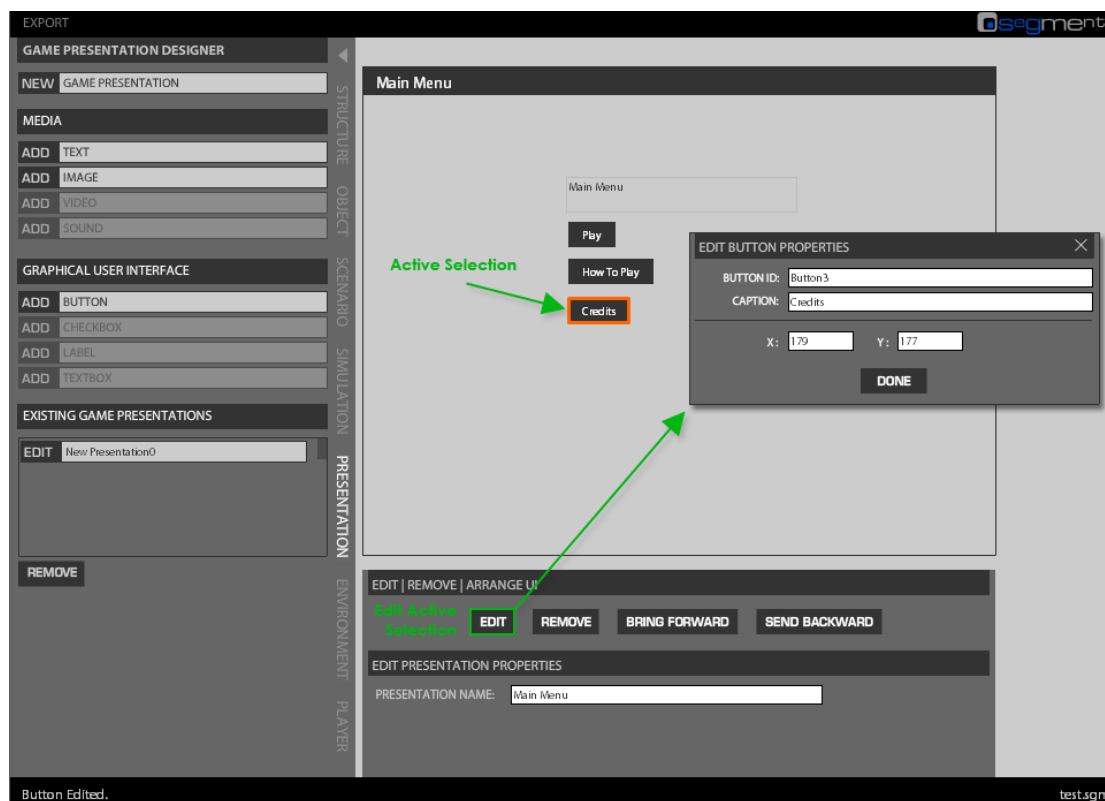 EXPORT
segment
GAME PRESENTATION DESIGNER
NEW GAME PRESENTATION
MEDIA
ADD TEXT
ADD IMAGE
ADD VIDEO
ADD SOUND
GRAPHICAL USER INTERFACE
ADD BUTTON
ADD CHECKBOX
ADD LABEL
ADD TEXTBOX
EXISTING GAME PRESENTATIONS
EDIT New Presentation0
REMOVE
STRUCTURE
OBJECT
SCENARIO
SIMULATION
PRESENTATION
ENVIRONMENT
PLAYER
Main Menu
Main Menu
Play
How To Play
Active Selection
Credits
EDIT BUTTON PROPERTIES
BUTTON ID: Button3
CAPTION: Credits
X: 179 Y: 177
DONE
EDIT | REMOVE | ARRANGE UI
Edit Active
Selection
EDIT REMOVE BRING FORWARD SEND BACKWARD
EDIT PRESENTATION PROPERTIES
PRESENTATION NAME: Main Menu
Button Edited.
test.sgm